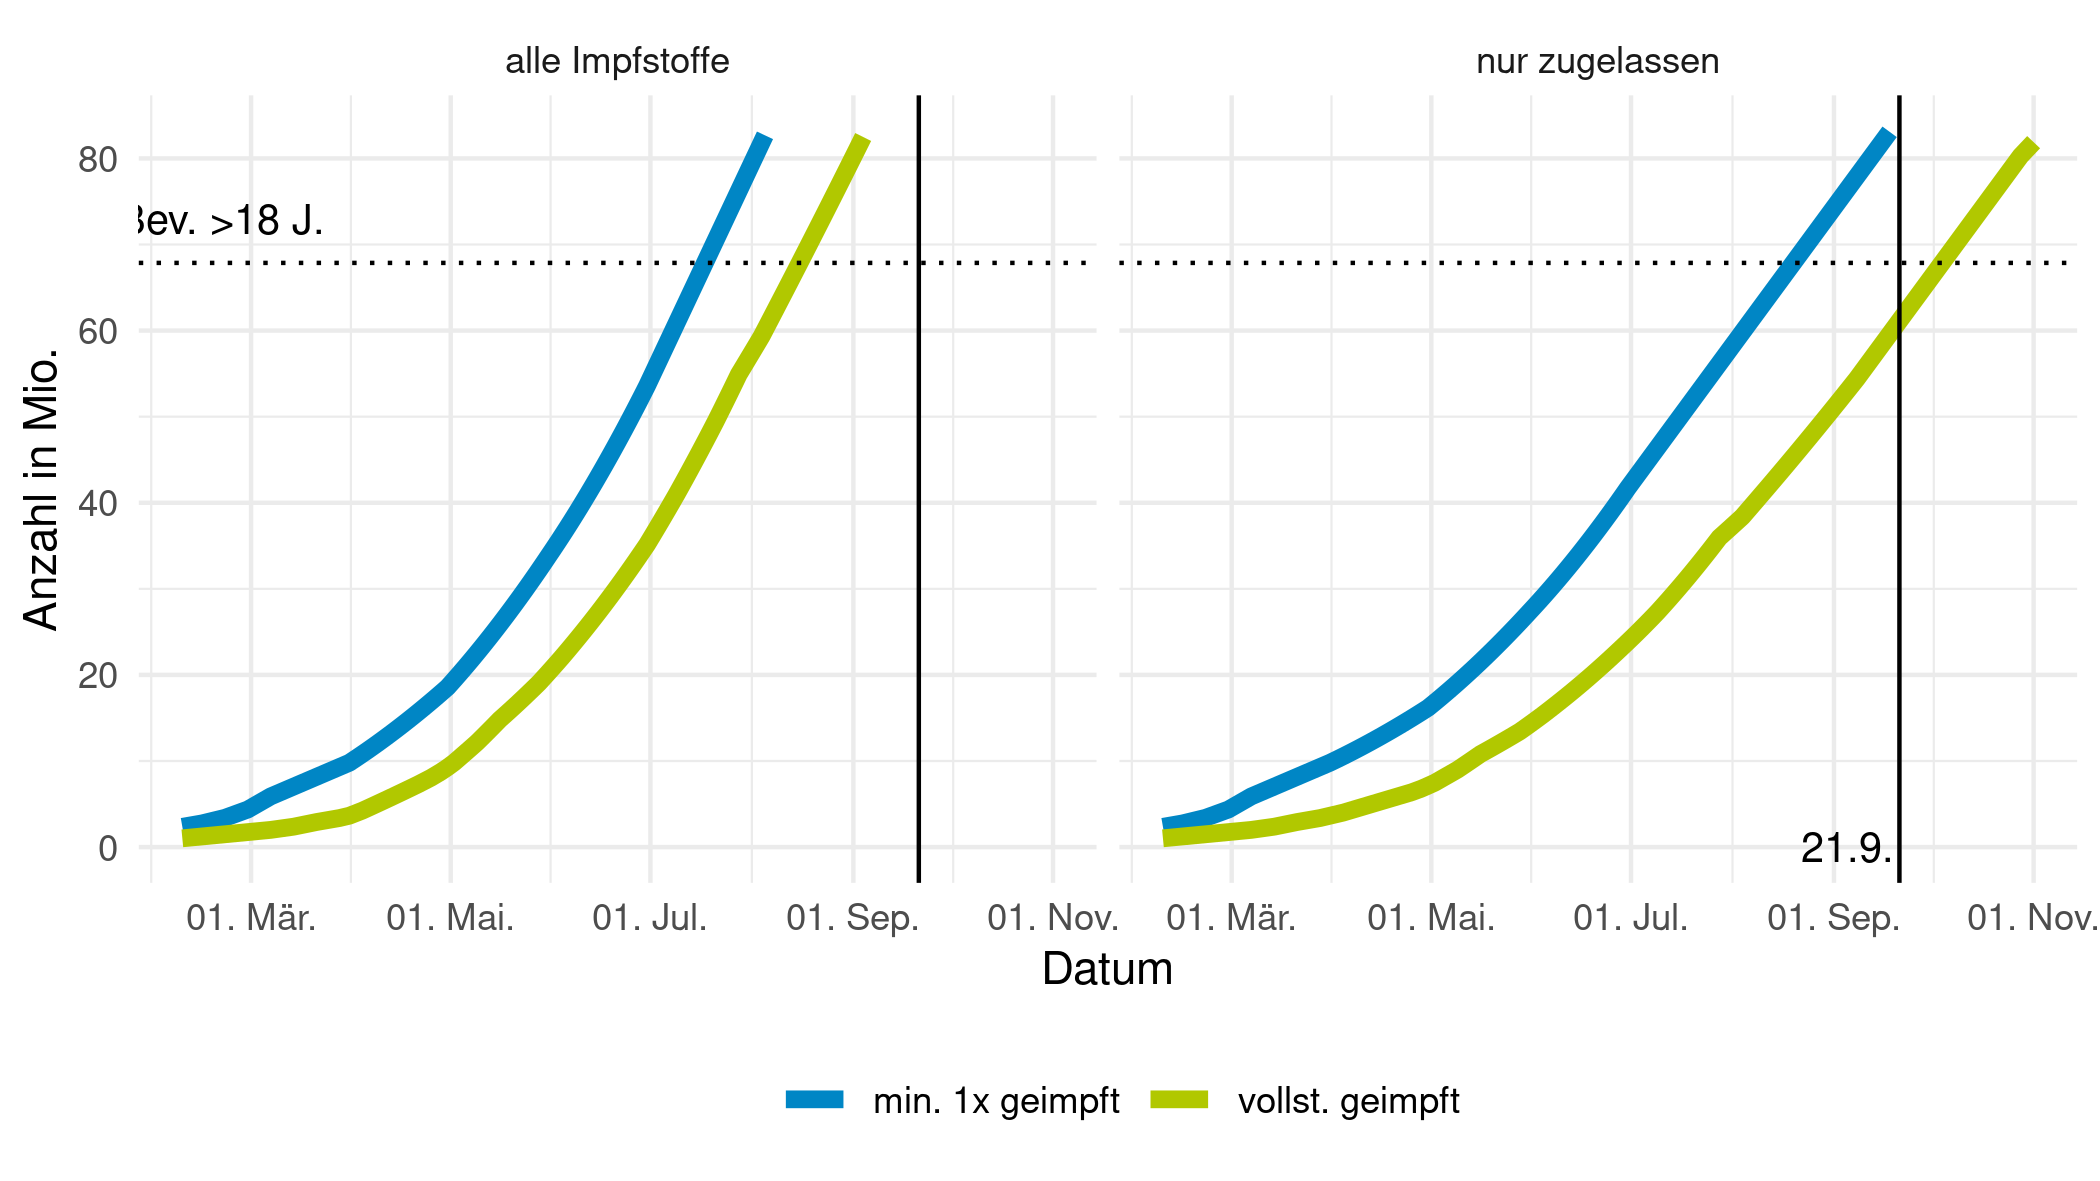 alle Impfstoffe
nur zugelassen
80
60
40
20
0
Anzahl in Mio.
Bev. >18 J.
21.9.
01. Mär.
01. Mai.
01. Jul.
01. Sep.
01. Nov.
01. Mär.
01. Mai.
01. Jul.
01. Sep.
01. Nov.
Datum
min. 1x geimpft
vollst. geimpft